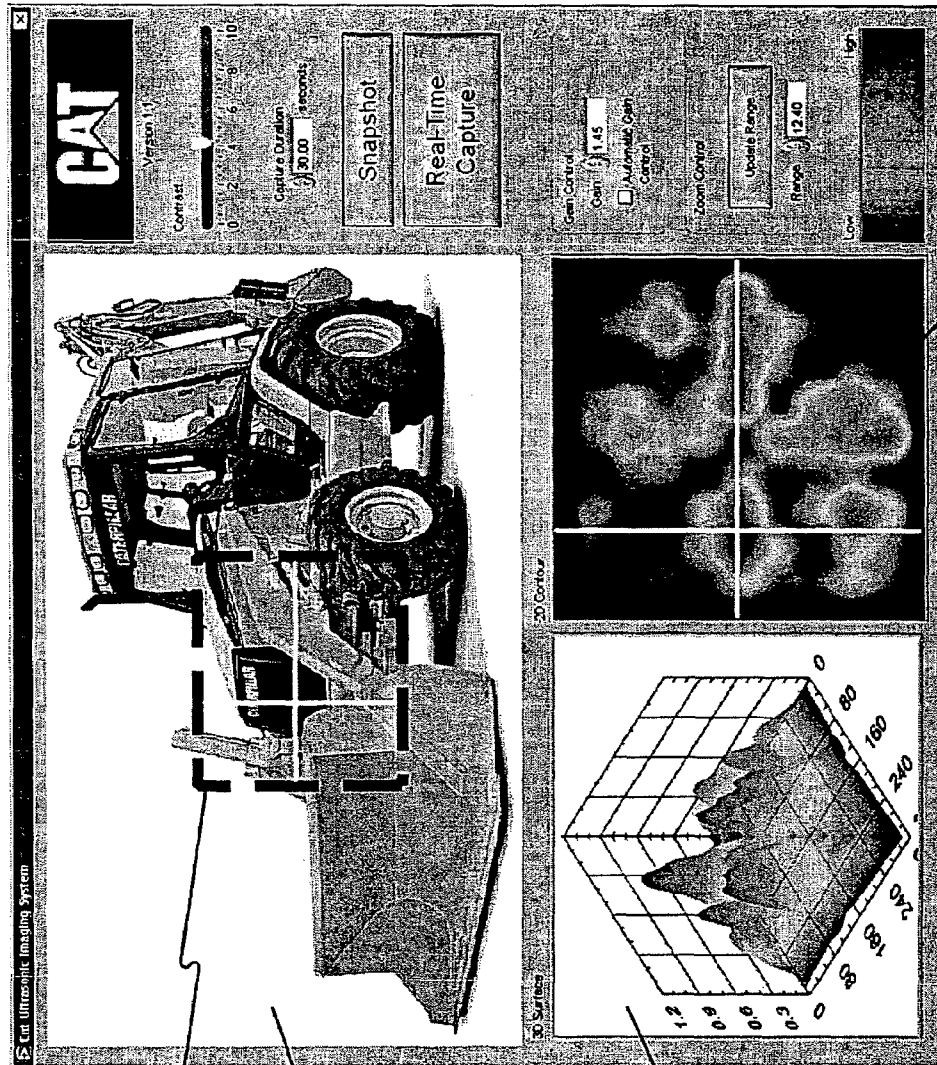 Cat Ultrasonic Imaging System
X
CAT
Version 1.1
Contrast
0 2 4 6 8 10
Capture Duration
30.00 seconds
Snapshot
Real-Time
Capture
Gain Control
Gain 1.45
Automatic Gain
Control
Zoom Control
Update Range
Range 12.40
Low High
CATERPILLAR
CATERPILLAR
3D Surface
1.2
0.9
0.6
0.3
0
0
80
160
240
240
160
80
0
2D Contour